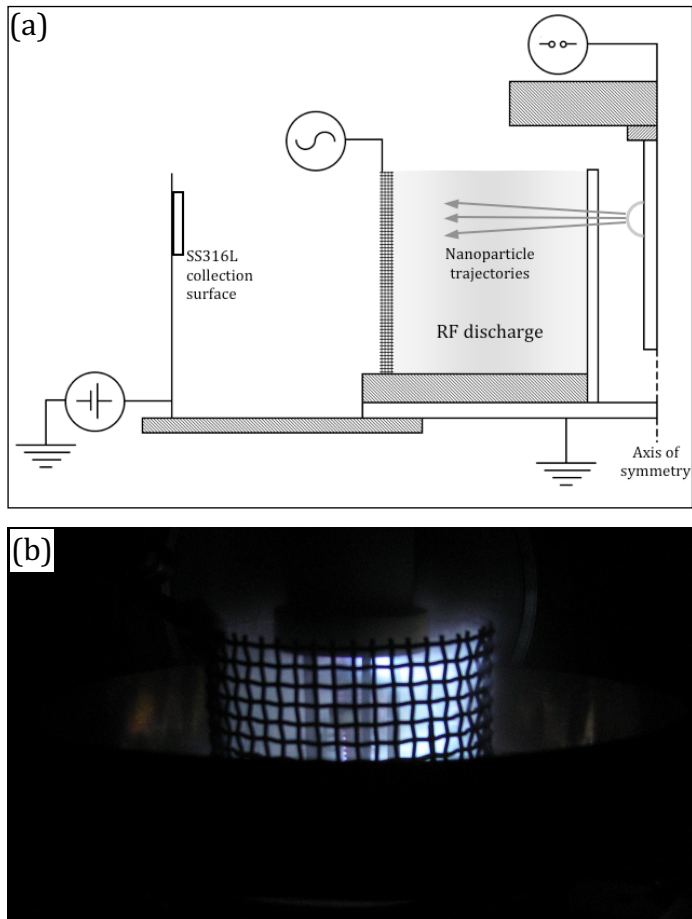 (a)
SS316L
collection
surface
Nanoparticle
trajectories
RF discharge
Axis of
symmetry
(b)